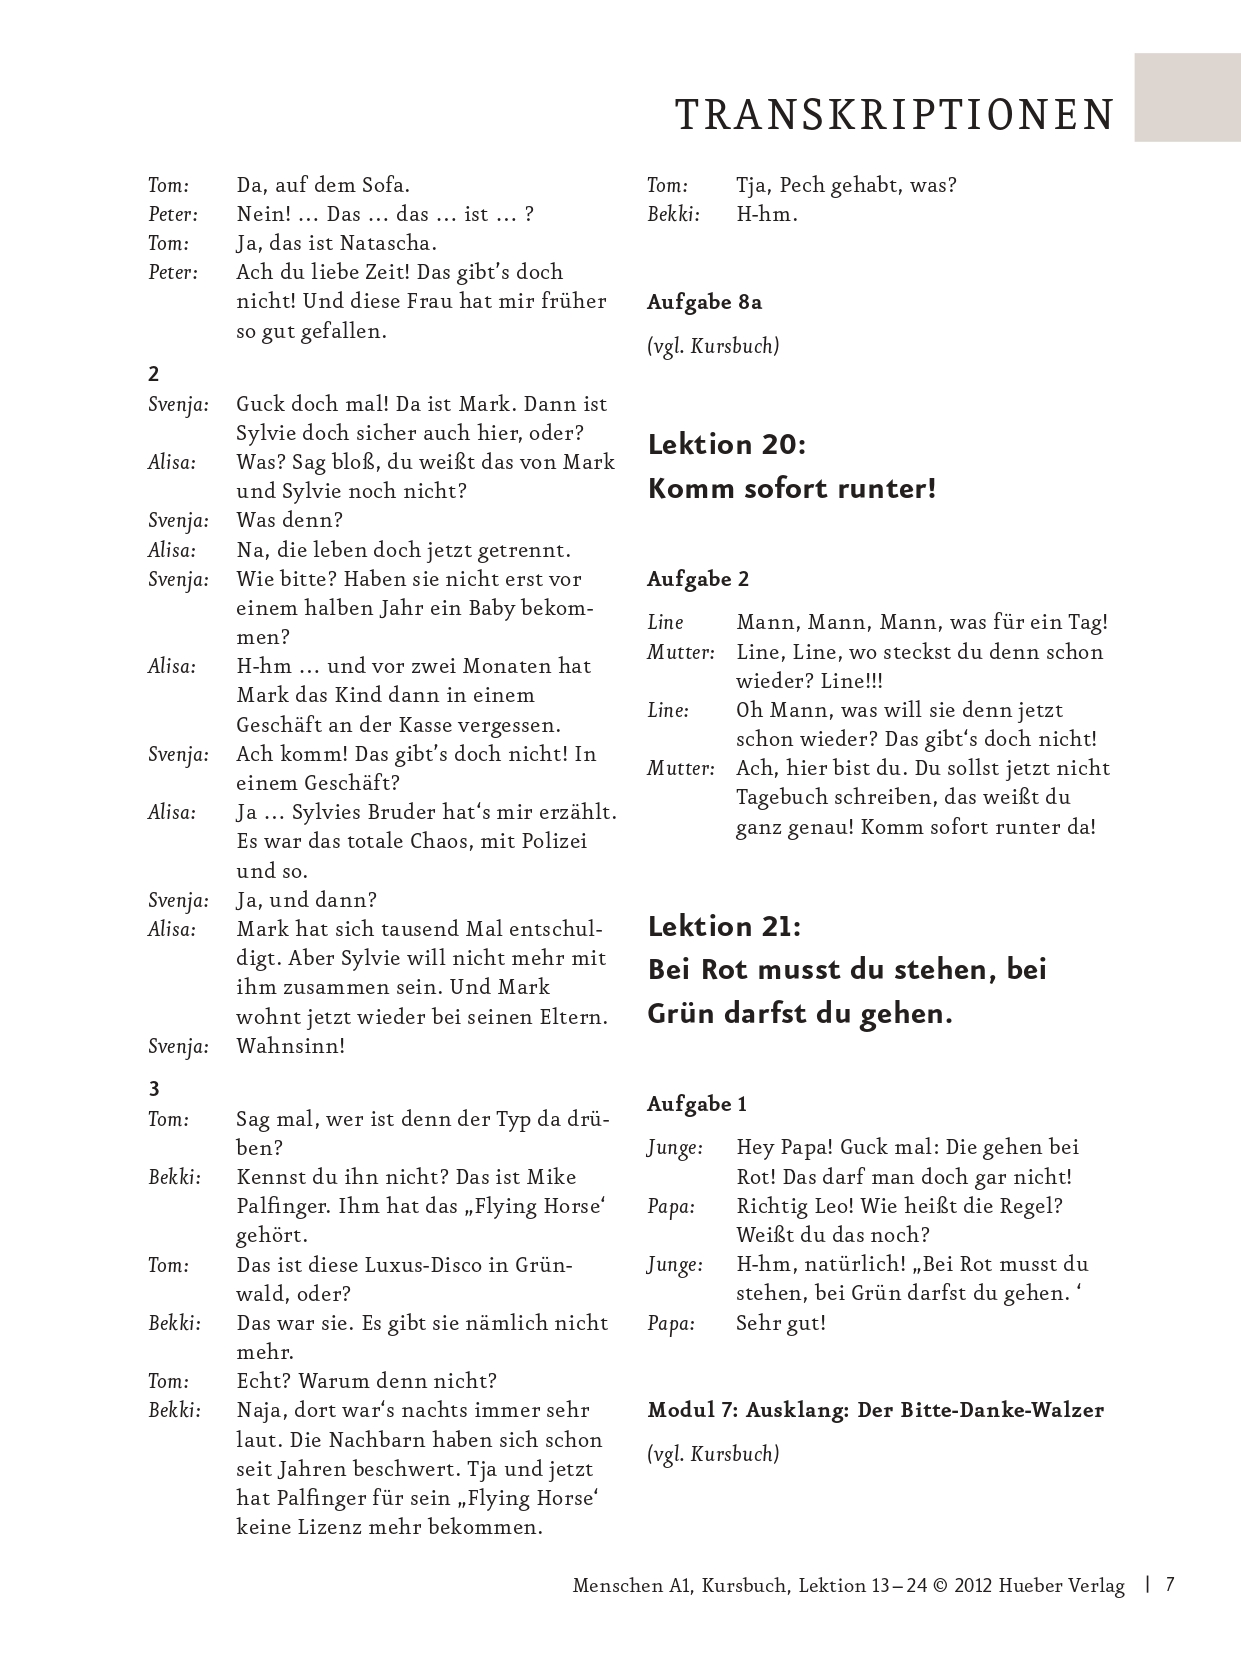 TRANSKRIPTIONEN
Tom: Da, auf dem Sofa.
Peter: Nein! … Das … das … ist … ?
Tom: Ja, das ist Natascha.
Peter: Ach du liebe Zeit! Das gibt’s doch
nicht! Und diese Frau hat mir früher
so gut gefallen.
2
Svenja: Guck doch mal! Da ist Mark. Dann ist
Sylvie doch sicher auch hier, oder?
Alisa: Was? Sag bloß, du weißt das von Mark
und Sylvie noch nicht?
Svenja: Was denn?
Alisa: Na, die leben doch jetzt getrennt.
Svenja: Wie bitte? Haben sie nicht erst vor
einem halben Jahr ein Baby bekom-
men?
Alisa: H-hm … und vor zwei Monaten hat
Mark das Kind dann in einem
Geschäft an der Kasse vergessen.
Svenja: Ach komm! Das gibt’s doch nicht! In
einem Geschäft?
Alisa: Ja … Sylvies Bruder hat‘s mir erzählt.
Es war das totale Chaos, mit Polizei
und so.
Svenja: Ja, und dann?
Alisa: Mark hat sich tausend Mal entschul-
digt. Aber Sylvie will nicht mehr mit
ihm zusammen sein. Und Mark
wohnt jetzt wieder bei seinen Eltern.
Svenja: Wahnsinn!
3
Tom: Sag mal, wer ist denn der Typ da drü-
ben?
Bekki: Kennst du ihn nicht? Das ist Mike
Palfinger. Ihm hat das „Flying Horse‘
gehört.
Tom: Das ist diese Luxus-Disco in Grün-
wald, oder?
Bekki: Das war sie. Es gibt sie nämlich nicht
mehr.
Tom: Echt? Warum denn nicht?
Bekki: Naja, dort war‘s nachts immer sehr
laut. Die Nachbarn haben sich schon
seit Jahren beschwert. Tja und jetzt
hat Palfinger für sein „Flying Horse‘
keine Lizenz mehr bekommen.
Tom: Tja, Pech gehabt, was?
Bekki: H-hm.
Aufgabe 8a
(vgl. Kursbuch)
Lektion 20:
Komm sofort runter!
Aufgabe 2
Line Mann, Mann, Mann, was für ein Tag!
Mutter: Line, Line, wo steckst du denn schon
wieder? Line!!!
Line: Oh Mann, was will sie denn jetzt
schon wieder? Das gibt‘s doch nicht!
Mutter: Ach, hier bist du. Du sollst jetzt nicht
Tagebuch schreiben, das weißt du
ganz genau! Komm sofort runter da!
Lektion 21:
Bei Rot musst du stehen, bei
Grün darfst du gehen.
Aufgabe 1
Junge: Hey Papa! Guck mal: Die gehen bei
Rot! Das darf man doch gar nicht!
Papa: Richtig Leo! Wie heißt die Regel?
Weißt du das noch?
Junge: H-hm, natürlich! „Bei Rot musst du
stehen, bei Grün darfst du gehen. ‘
Papa: Sehr gut!
Modul 7: Ausklang: Der Bitte-Danke-Walzer
(vgl. Kursbuch)
Menschen A1, Kursbuch, Lektion 13 – 24 © 2012 Hueber Verlag | 7